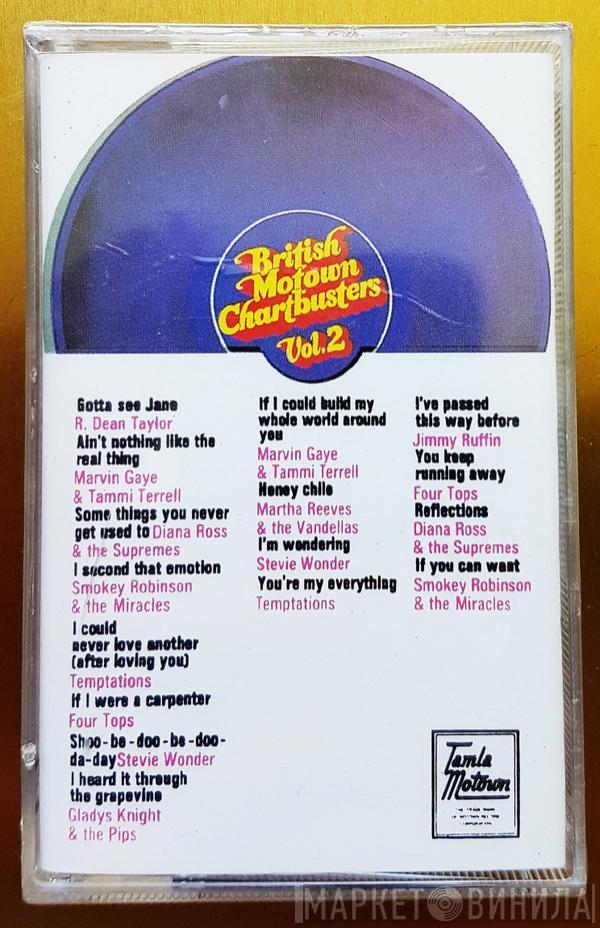 British
Motown
Chartbusters
Vol.2
Gotta see Jane
R. Dean Taylor
Ain't nothing like the
real thing
Marvin Gaye
& Tammi Terrell
Some things you never
get used to Diana Ross
& the Supremes
I second that emotion
Smokey Robinson
& the Miracles
I could
never love another
(after loving you)
Temptations
If I were a carpenter
Four Tops
Shoo-be-doo-be-doo-
da-day Stevie Wonder
I heard it through
the grapevine
Gladys Knight
& the Pips
If I could build my
whole world around
you
Marvin Gaye
& Tammi Terrell
Honey chile
Martha Reeves
& the Vandellas
I'm wondering
Stevie Wonder
You're my everything
Temptations
I've passed
this way before
Jimmy Ruffin
You keep
running away
Four Tops
Reflections
Diana Ross
& the Supremes
If you can want
Smokey Robinson
& the Miracles
Tamla
Motown
МАРКЕТ ВИНИЛА